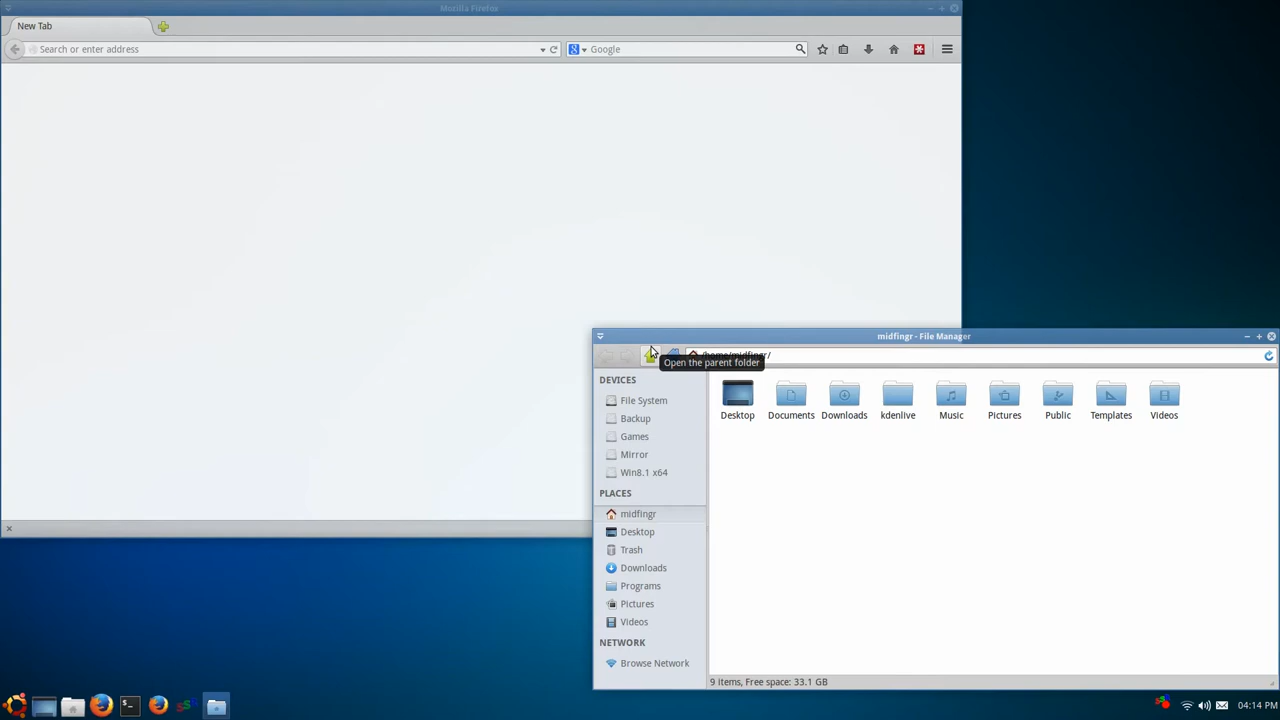 Mozilla Firefox
New Tab
Search or enter address
Google
midfingr - File Manager
/home/midfingr/
Open the parent folder
DEVICES
File System
Backup
Games
Mirror
Win8.1 x64
PLACES
midfingr
Desktop
Trash
Downloads
Programs
Pictures
Videos
NETWORK
Browse Network
Desktop
Documents
Downloads
kdenlive
Music
Pictures
Public
Templates
Videos
9 items, Free space: 33.1 GB
04:14 PM